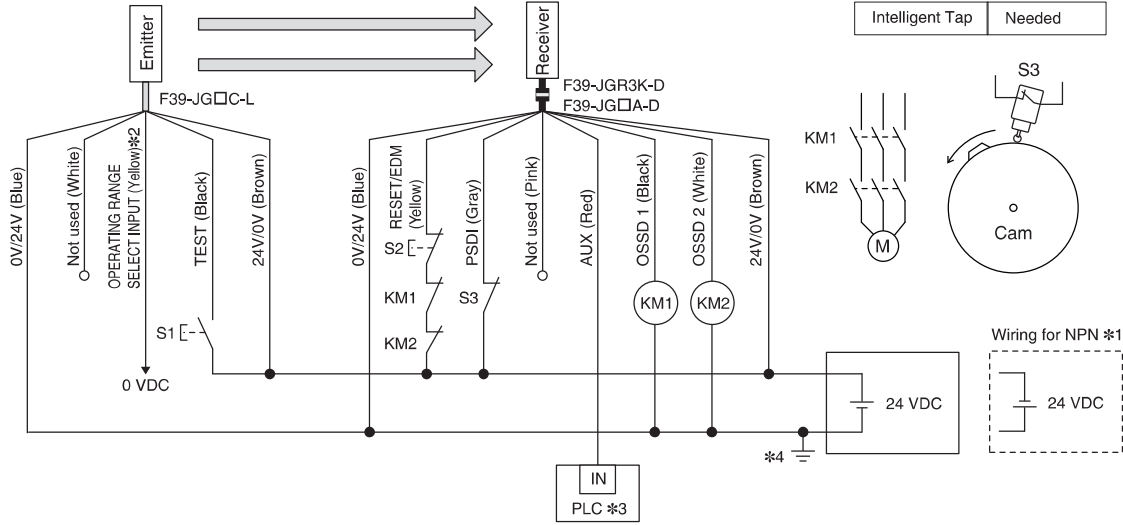 Emitter
F39-JG□C-L
0V/24V (Blue)
Not used (White)
OPERATING RANGE
SELECT INPUT (Yellow)✻2
TEST (Black)
24V/0V (Brown)
S1
0 VDC
Receiver
F39-JGR3K-D
F39-JG□A-D
0V/24V (Blue)
RESET/EDM
(Yellow)
PSDI (Gray)
Not used (Pink)
AUX (Red)
OSSD 1 (Black)
OSSD 2 (White)
24V/0V (Brown)
S2
KM1
KM2
S3
KM1
KM2
IN
PLC ✻3
✻4
24 VDC
Intelligent Tap
Needed
KM1
KM2
M
S3
Cam
Wiring for NPN ✻1
24 VDC